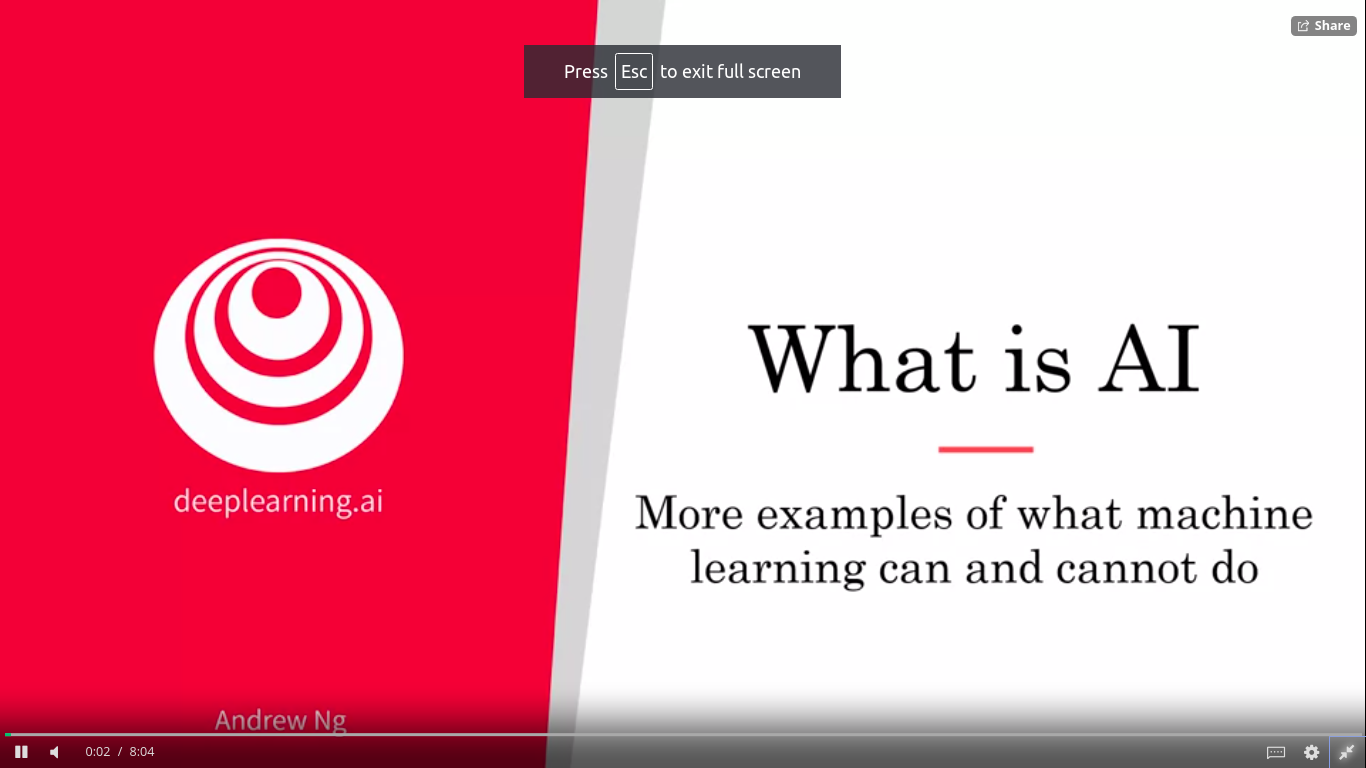 Share
Press Esc to exit full screen
deeplearning.ai
What is AI
More examples of what machine
learning can and cannot do
Andrew Ng
0:02 / 8:04